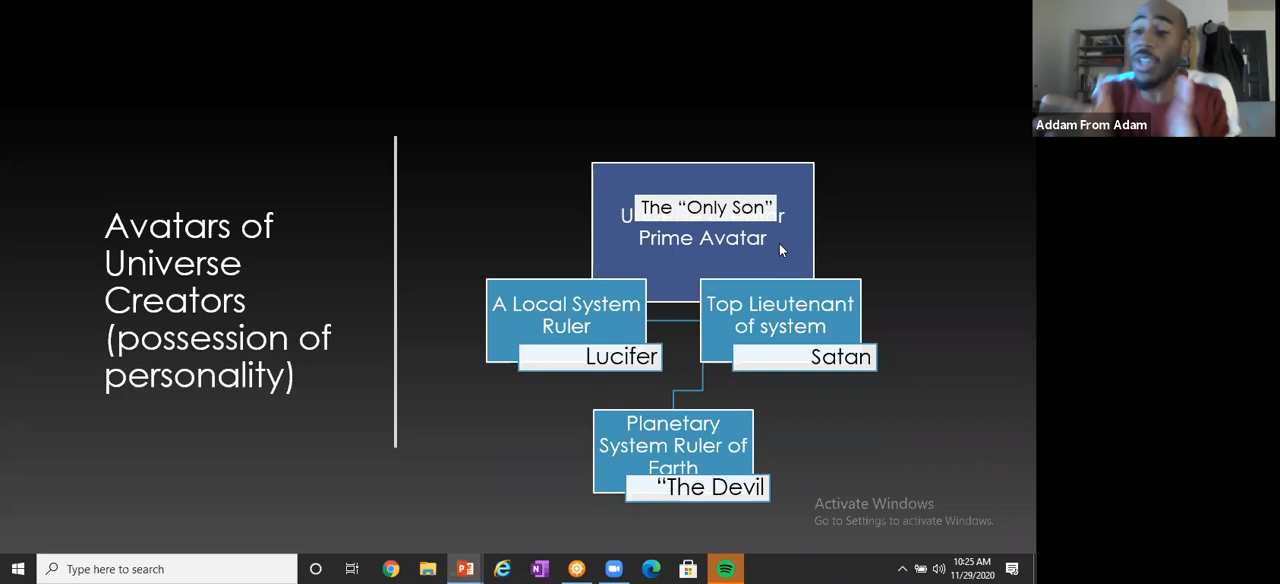 Addam From Adam
Avatars of
Universe
Creators
(possession of
personality)
The “Only Son”
Prime Avatar
A Local System
Ruler
Lucifer
Top Lieutenant
of system
Satan
Planetary
System Ruler of
Earth
“The Devil
Activate Windows
Go to Settings to activate Windows.
Type here to search
10:25 AM
11/29/2020